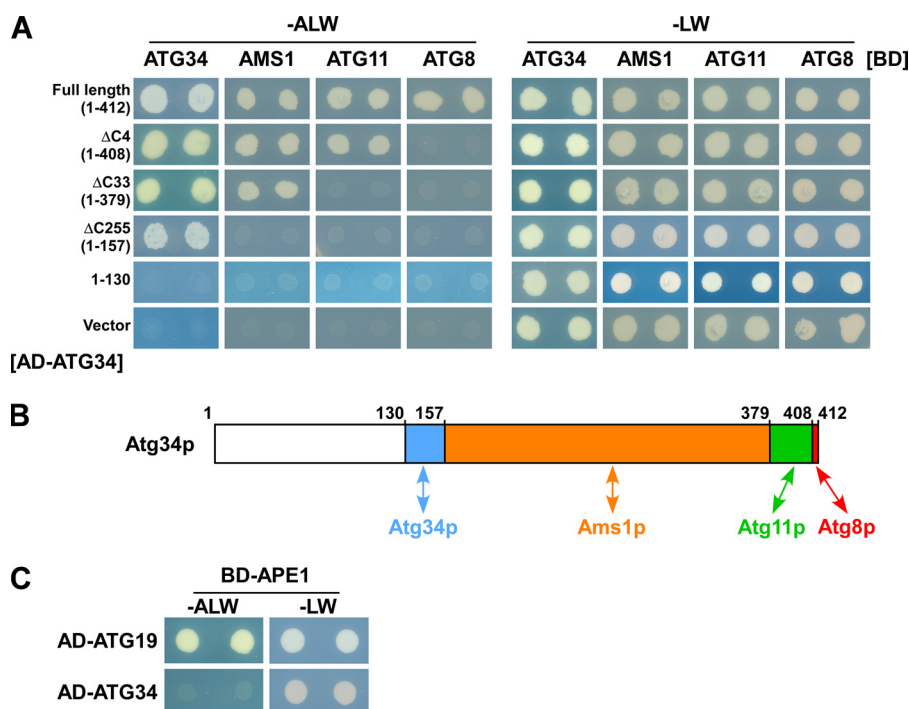 A
-ALW
-LW
ATG34 AMS1 ATG11 ATG8 ATG34 AMS1 ATG11 ATG8 [BD]
Full length
(1-412)
ΔC4
(1-408)
ΔC33
(1-379)
ΔC255
(1-157)
1-130
Vector
[AD-ATG34]
B
1 130 157 379 408 412
Atg34p
Atg34p Ams1p Atg11p Atg8p
C
BD-APE1
-ALW -LW
AD-ATG19
AD-ATG34